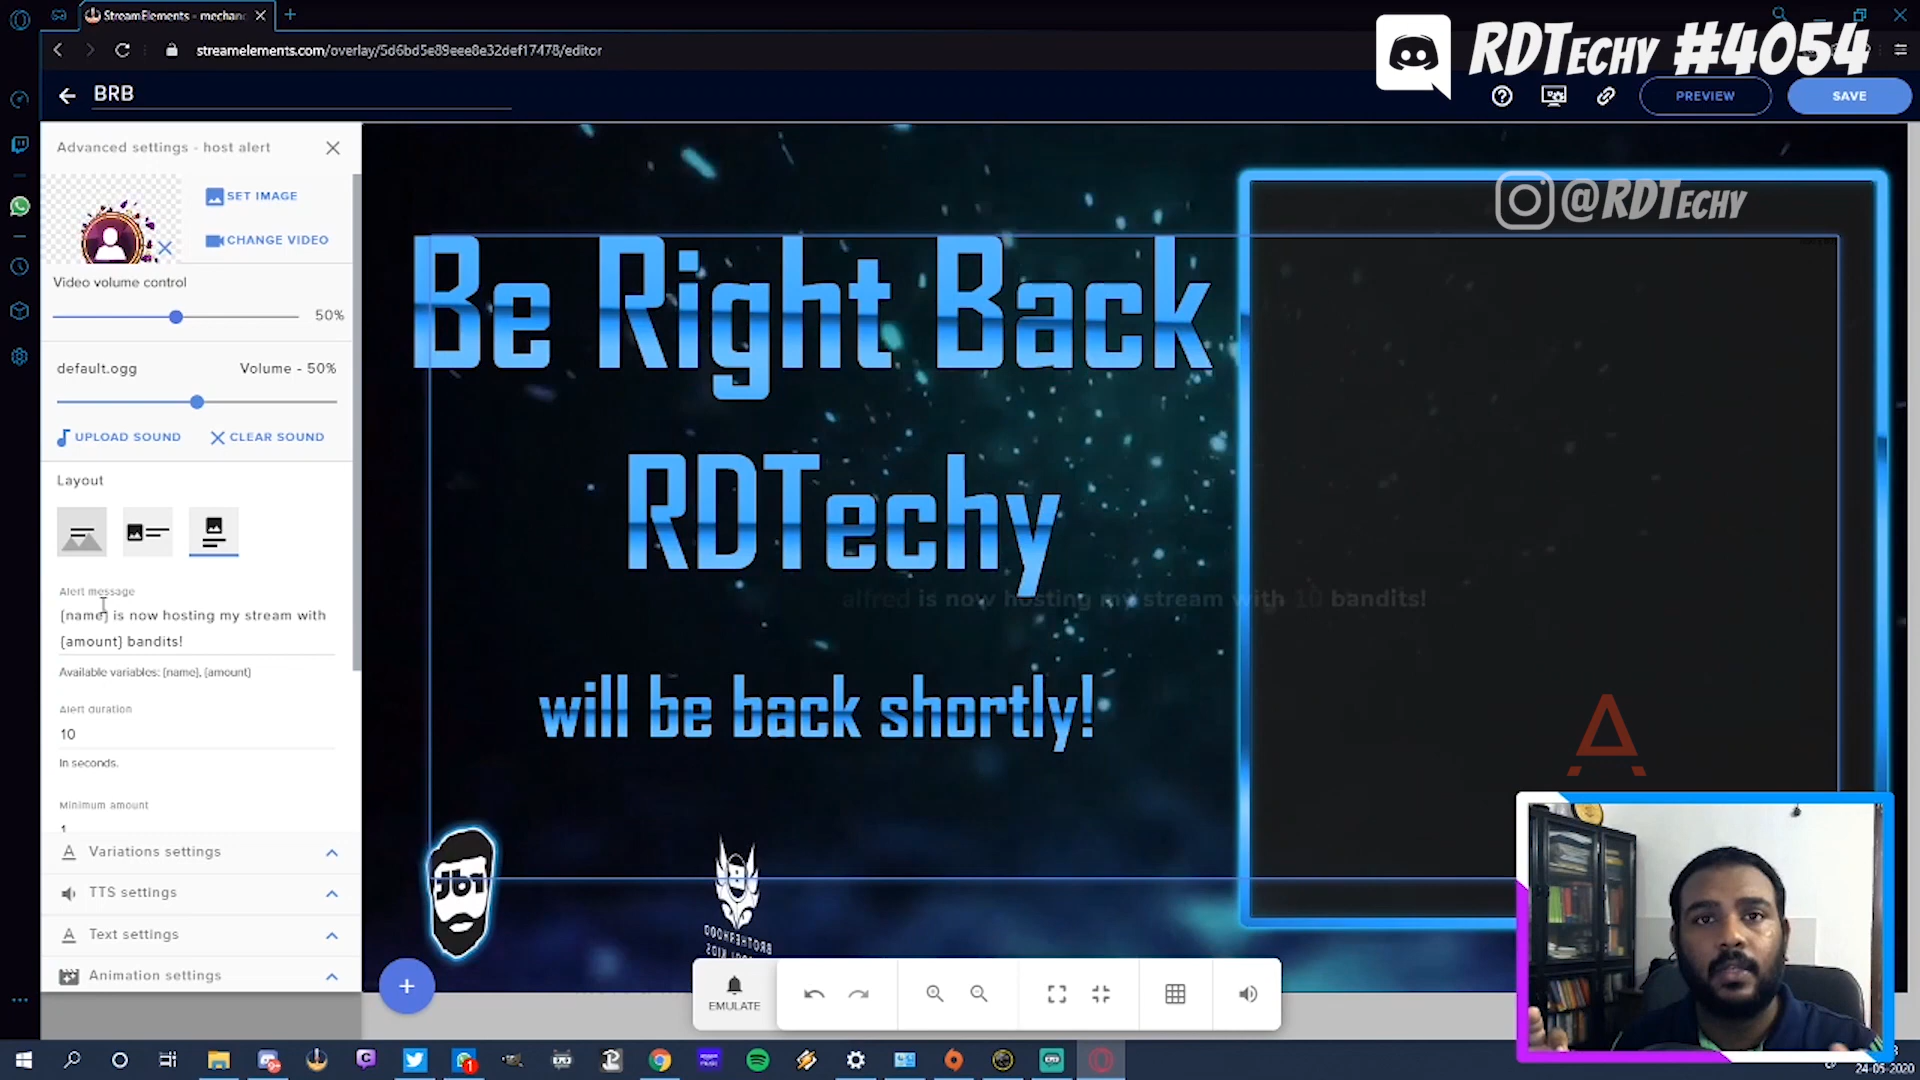 StreamElements - mechan
streamelements.com/overlay/5d6bd5e89eee8e32def17478/editor
RDTechy #4054
BRB
PREVIEW
SAVE
Advanced settings - host alert
SET IMAGE
CHANGE VIDEO
@RDTechy
Video volume control
50%
default.ogg
Volume - 50%
UPLOAD SOUND
CLEAR SOUND
Layout
Be Right Back
RDTechy
will be back shortly!
alfred is now hosting my stream with 10 bandits!
Alert message
{name} is now hosting my stream with
{amount} bandits!
Available variables: {name}, {amount}
Alert duration
10
In seconds.
Minimum amount
1
Variations settings
TTS settings
Text settings
Animation settings
Jb1
BROTHERHOOD
EMULATE
24-05-2020